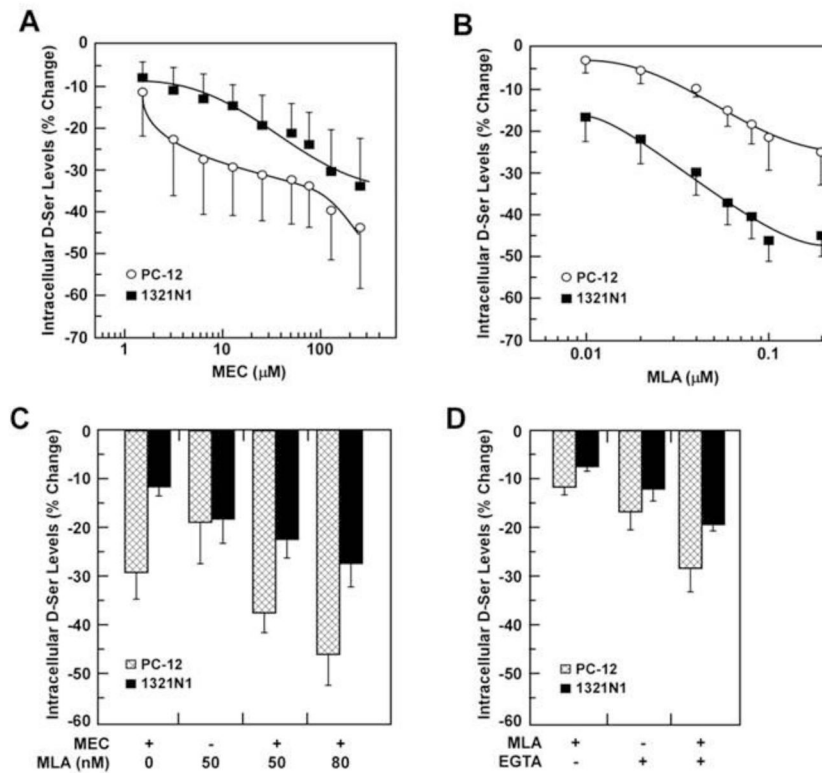 A
Intracellular D-Ser Levels (% Change)
0
-10
-20
-30
-40
-50
-60
-70
PC-12
1321N1
1 10 100
MEC (μM)
B
Intracellular D-Ser Levels (% Change)
0
-10
-20
-30
-40
-50
-60
-70
PC-12
1321N1
0.01 0.1
MLA (μM)
C
Intracellular D-Ser Levels (% Change)
0
-10
-20
-30
-40
-50
-60
PC-12
1321N1
MEC + - + +
MLA (nM) 0 50 50 80
D
Intracellular D-Ser Levels (% Change)
0
-10
-20
-30
-40
-50
-60
PC-12
1321N1
MLA + - +
EGTA - + +